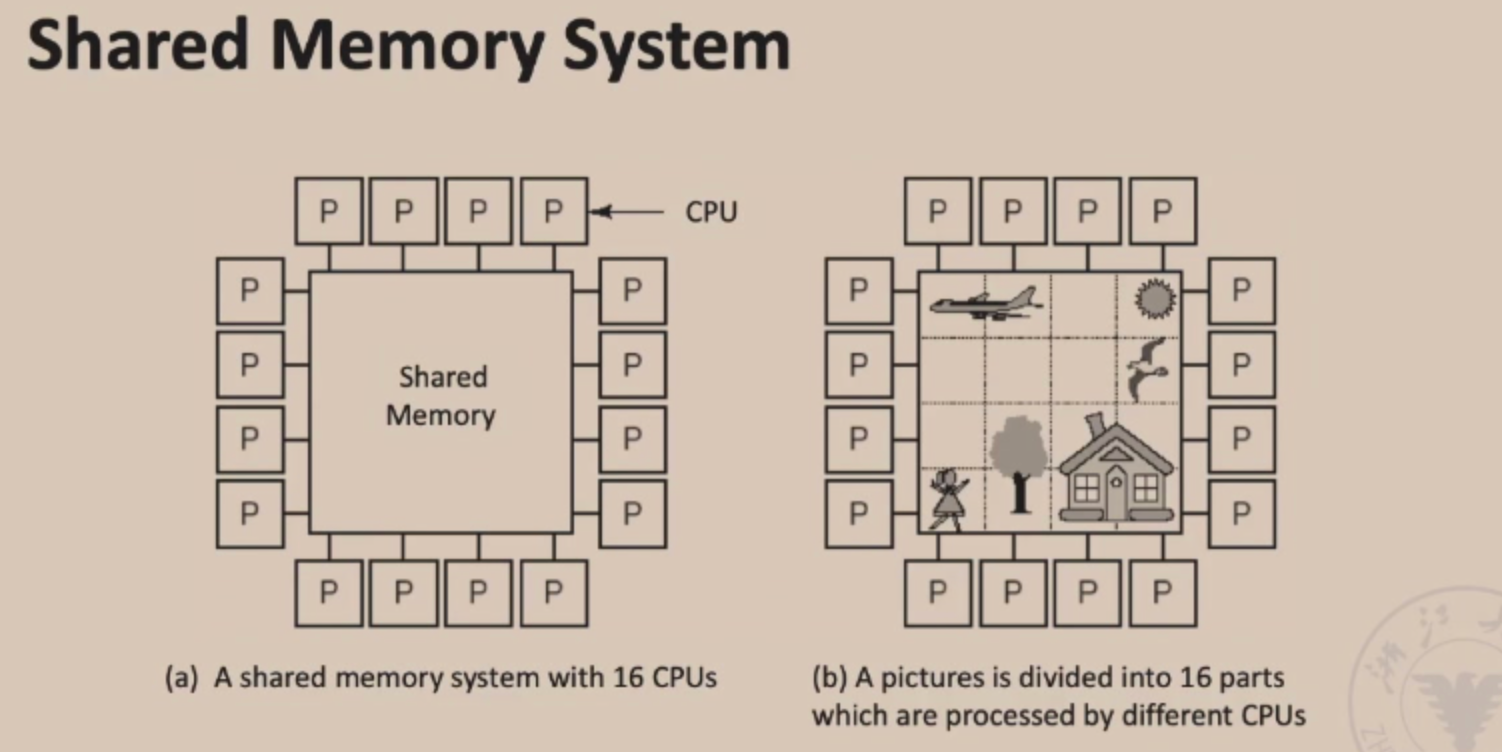 Shared Memory System
P P P P CPU
P P
P P
P P
P P
Shared
Memory
P P P P
(a) A shared memory system with 16 CPUs
P P P P
P P
P P
P P
P P
P P P P
(b) A pictures is divided into 16 parts
which are processed by different CPUs